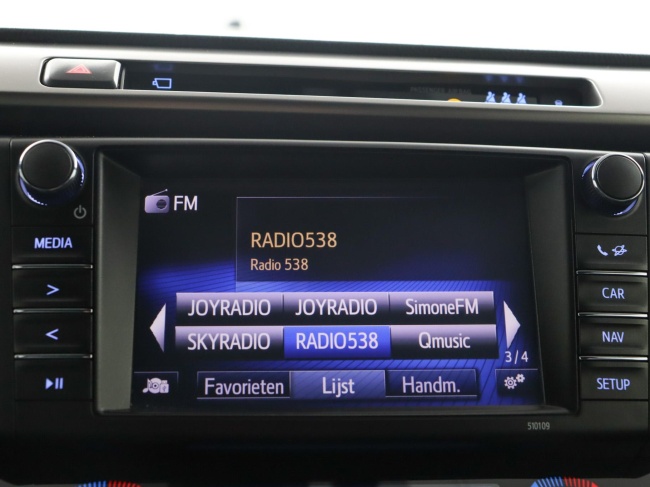 FM
RADIO538
Radio 538
MEDIA
CAR
NAV
SETUP
JOYRADIO JOYRADIO SimoneFM
SKYRADIO RADIO538 Qmusic
3/4
Favorieten Lijst Handm.
510109